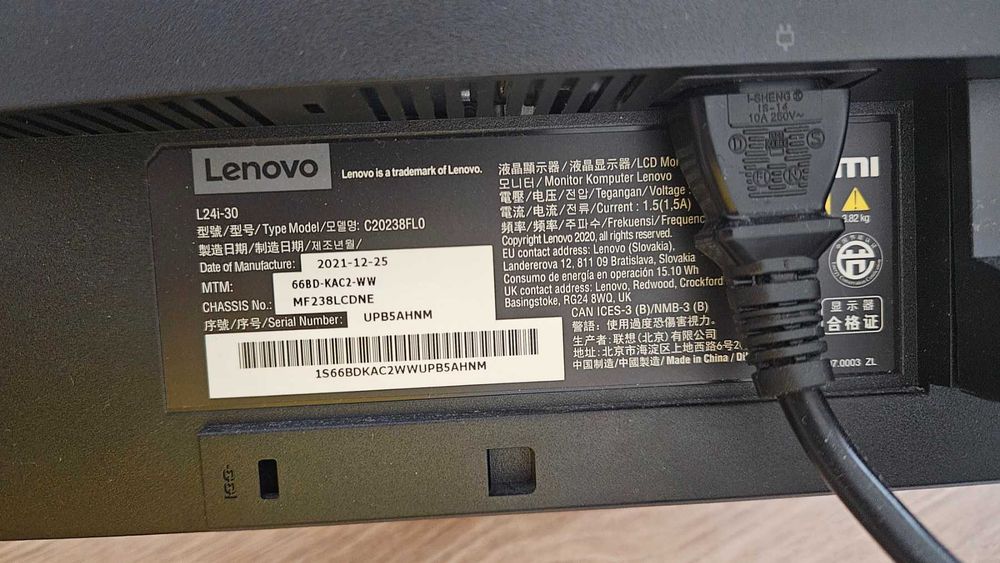 Lenovo
Lenovo is a trademark of Lenovo.
L24i-30
型號/型号/Type Model/모델명: C20238FL0
製造日期/制造日期/제조년월/
Date of Manufacture: 2021-12-25
MTM: 66BD-KAC2-WW
CHASSIS No.: MF238LCDNE
序號/序号/Serial Number: UPB5AHNM
1S66BDKAC2WWUPB5AHNM
液晶顯示器/液晶显示器/LCD
모니터/Monitor Komputer Lenovo
電壓/电压/전압/Tegangan/Voltage:
電流/电流/전류/Current: 1.5(1,5A)
頻率/频率/주파수/Frekuensi/
Copyright Lenovo 2020, all rights reserved.
EU contact address: Lenovo (Slovakia),
Landererova 12, 811 09 Bratislava, Slovakia
Consumo de energía en operación 15.10 Wh
UK contact address: Lenovo, Redwood, Crockford
Basingstoke, RG24 8WQ, UK
CAN ICES-3 (B)/NMB-3 (B)
警語: 使用過度恐傷害視力。
生产者: 联想(北京)有限公司
地址: 北京市海淀区上地西路6号
中国制造/中國製造/Made in China
I-SHENG
IS-14
10A 250V~
D
S
FI
N
3.82 kg
显示器
合格证
ZL